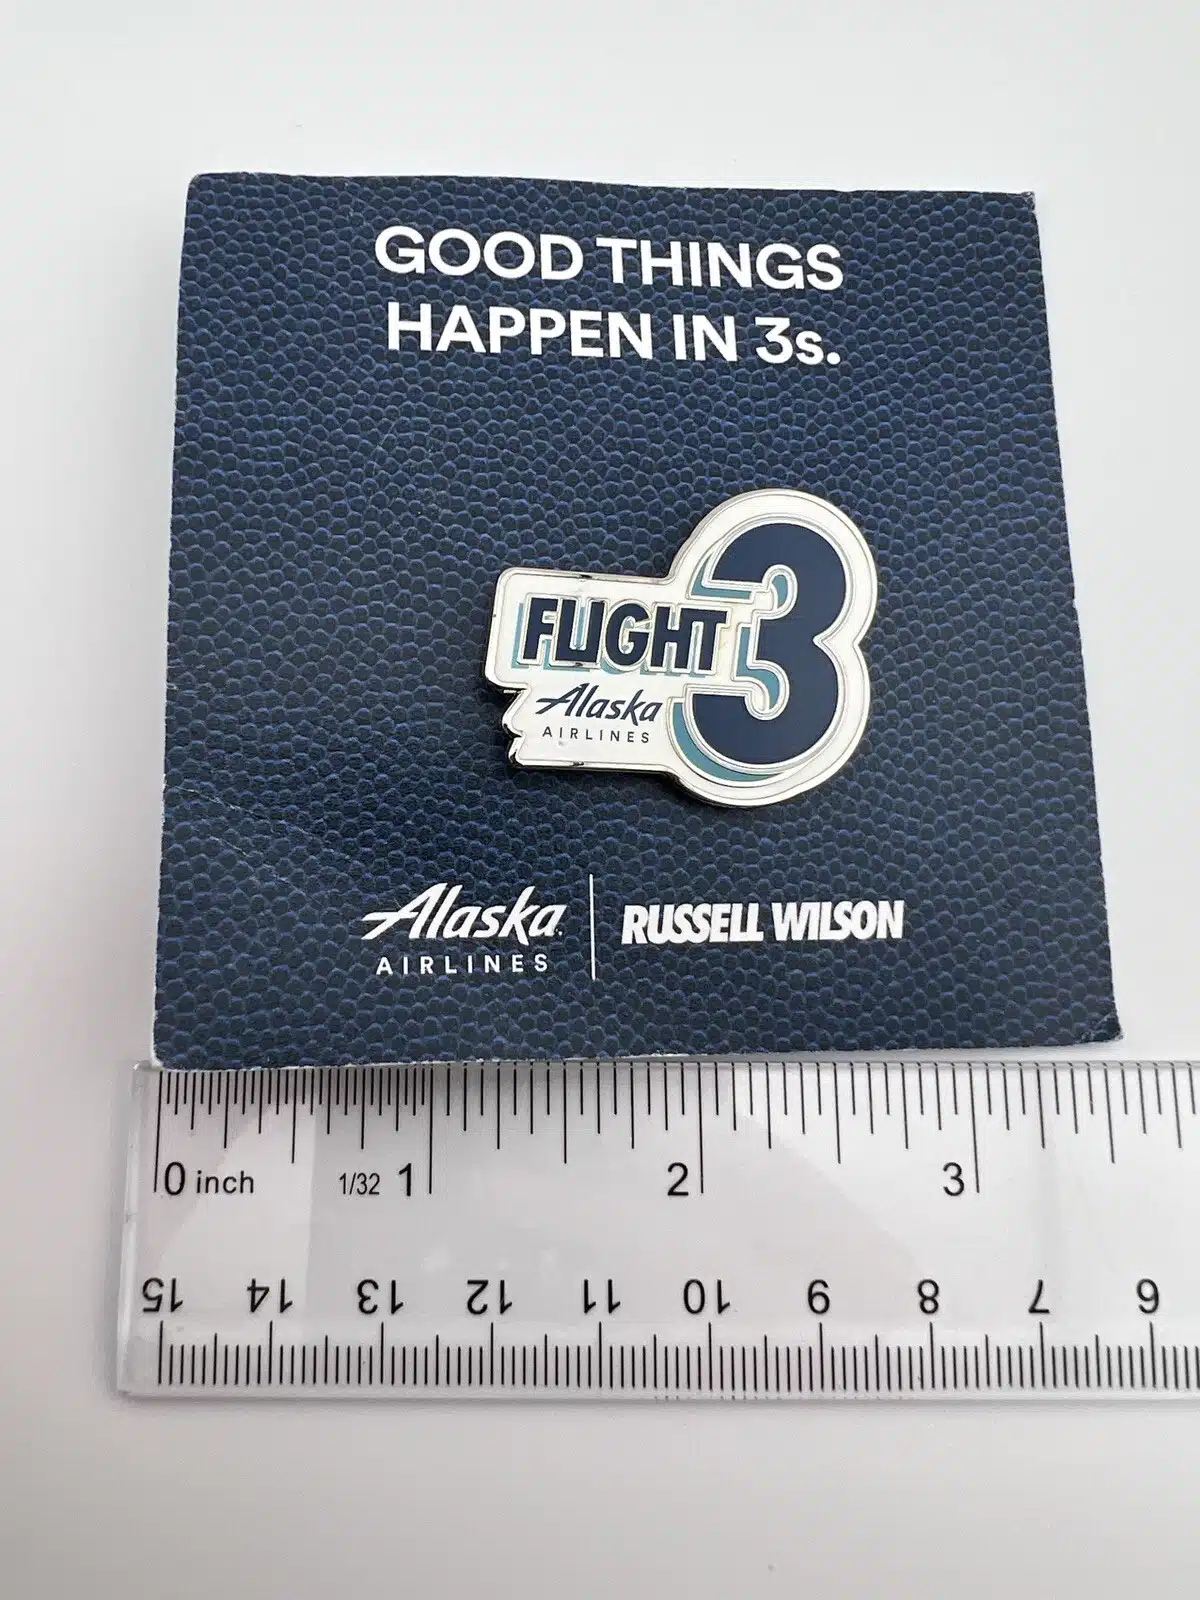 GOOD THINGS
HAPPEN IN 3s.
FLIGHT 3
Alaska
AIRLINES
Alaska
AIRLINES
RUSSELL WILSON
0 inch 1/32 1 2 3
15 14 13 12 11 10 9 8 7 6